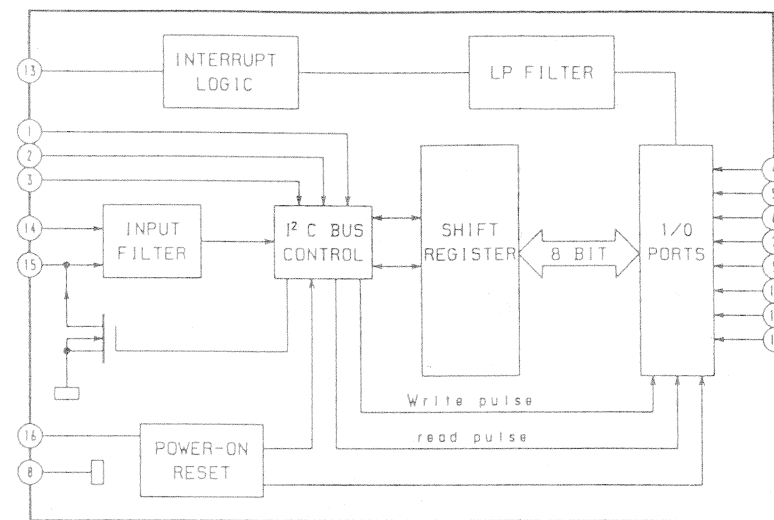 13
INTERRUPT
LOGIC
LP FILTER
1
2
3
14
INPUT
FILTER
15
I² C BUS
CONTROL
SHIFT
REGISTER
8 BIT
I/O
PORTS
Write pulse
read pulse
16
POWER-ON
RESET
8